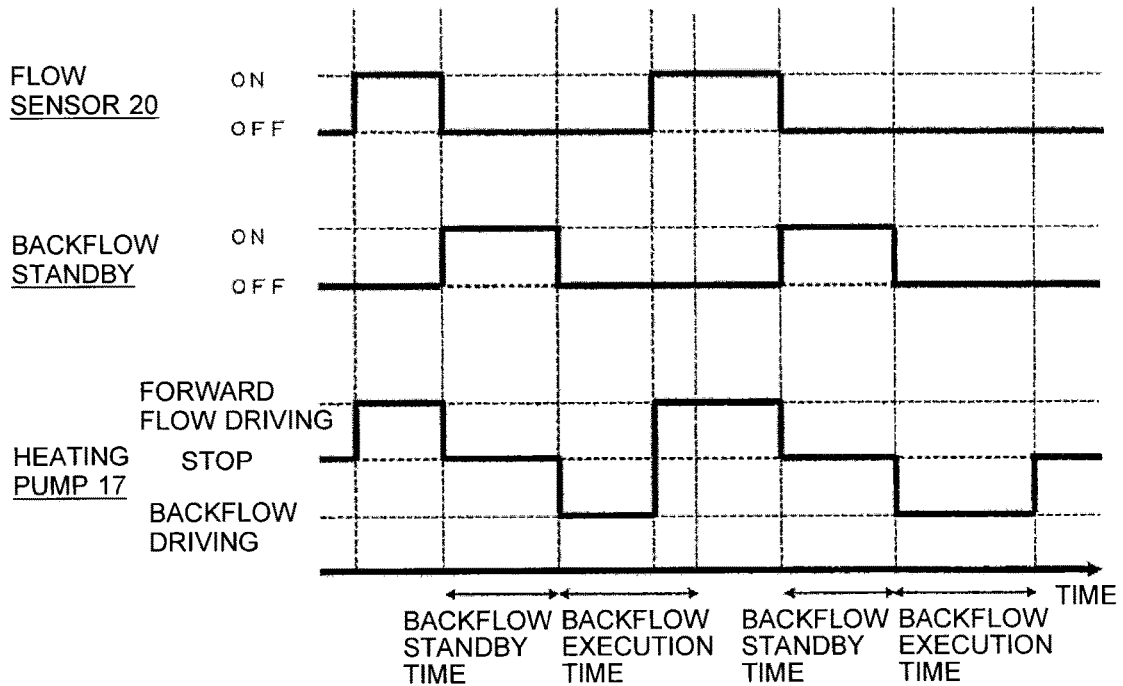 FLOW
SENSOR 20
ON
OFF
BACKFLOW
STANDBY
ON
OFF
FORWARD
FLOW DRIVING
HEATING
PUMP 17
STOP
BACKFLOW
DRIVING
TIME
BACKFLOW
STANDBY
TIME
BACKFLOW
EXECUTION
TIME
BACKFLOW
STANDBY
TIME
BACKFLOW
EXECUTION
TIME